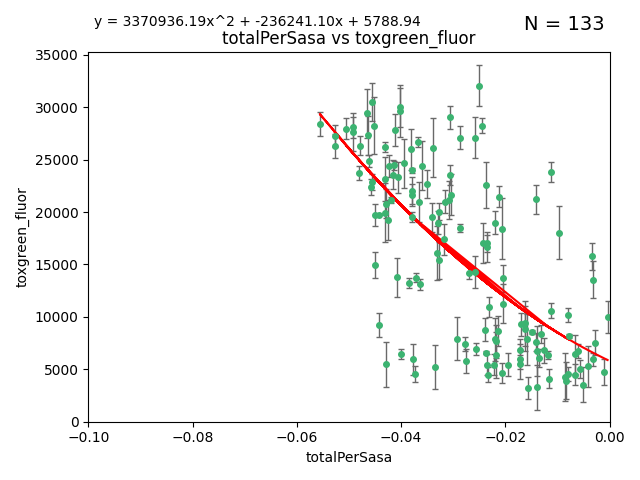 y = 3370936.19x^2 + -236241.10x + 5788.94
N = 133
totalPerSasa vs toxgreen_fluor
35000
30000
25000
20000
15000
10000
5000
0
toxgreen_fluor
−0.10
−0.08
−0.06
−0.04
−0.02
0.00
totalPerSasa